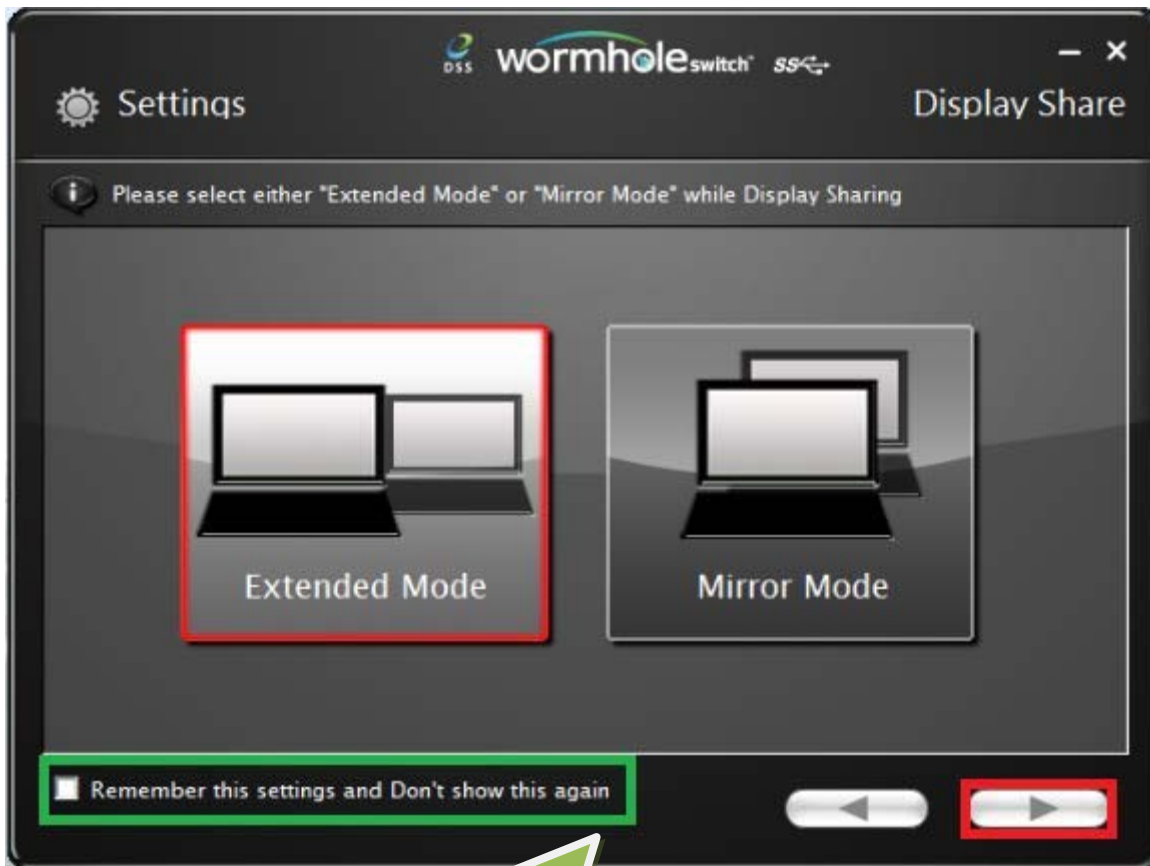 DSS wormhole switch SS
Settings
Display Share
i Please select either "Extended Mode" or "Mirror Mode" while Display Sharing
Extended Mode
Mirror Mode
Remember this settings and Don't show this again